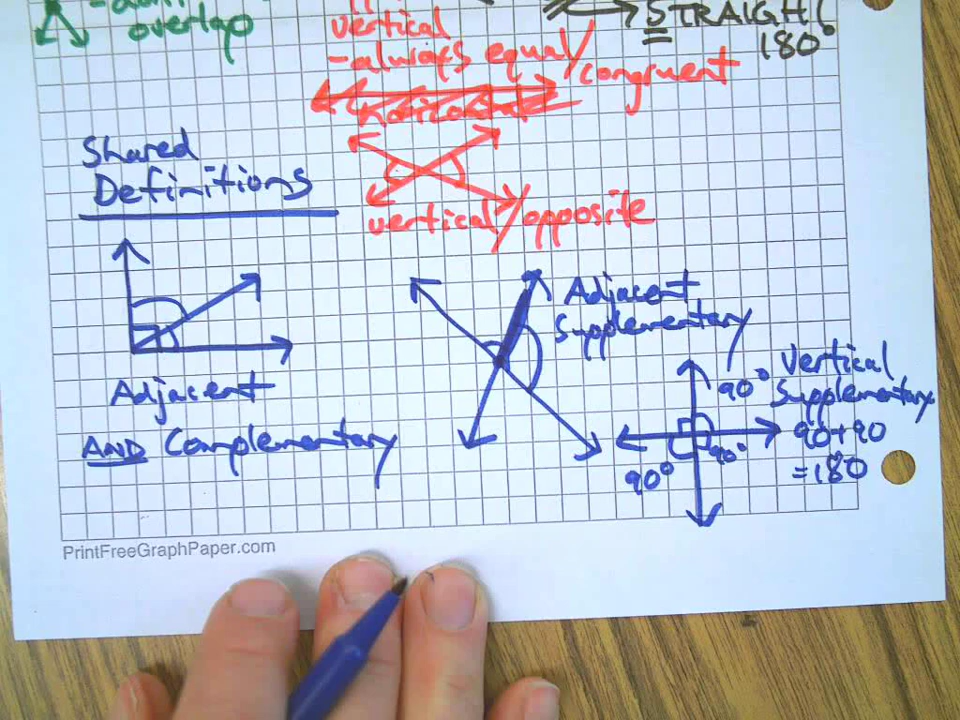 overlap
vertical
-always equal/
congruent
STRAIGHT
180°
Shared
Definitions
vertical/opposite
Adjacent
AND Complementary
Adjacent
Supplementary
90°
90°
90°
Vertical
Supplementary
90+90
=180
PrintFreeGraphPaper.com